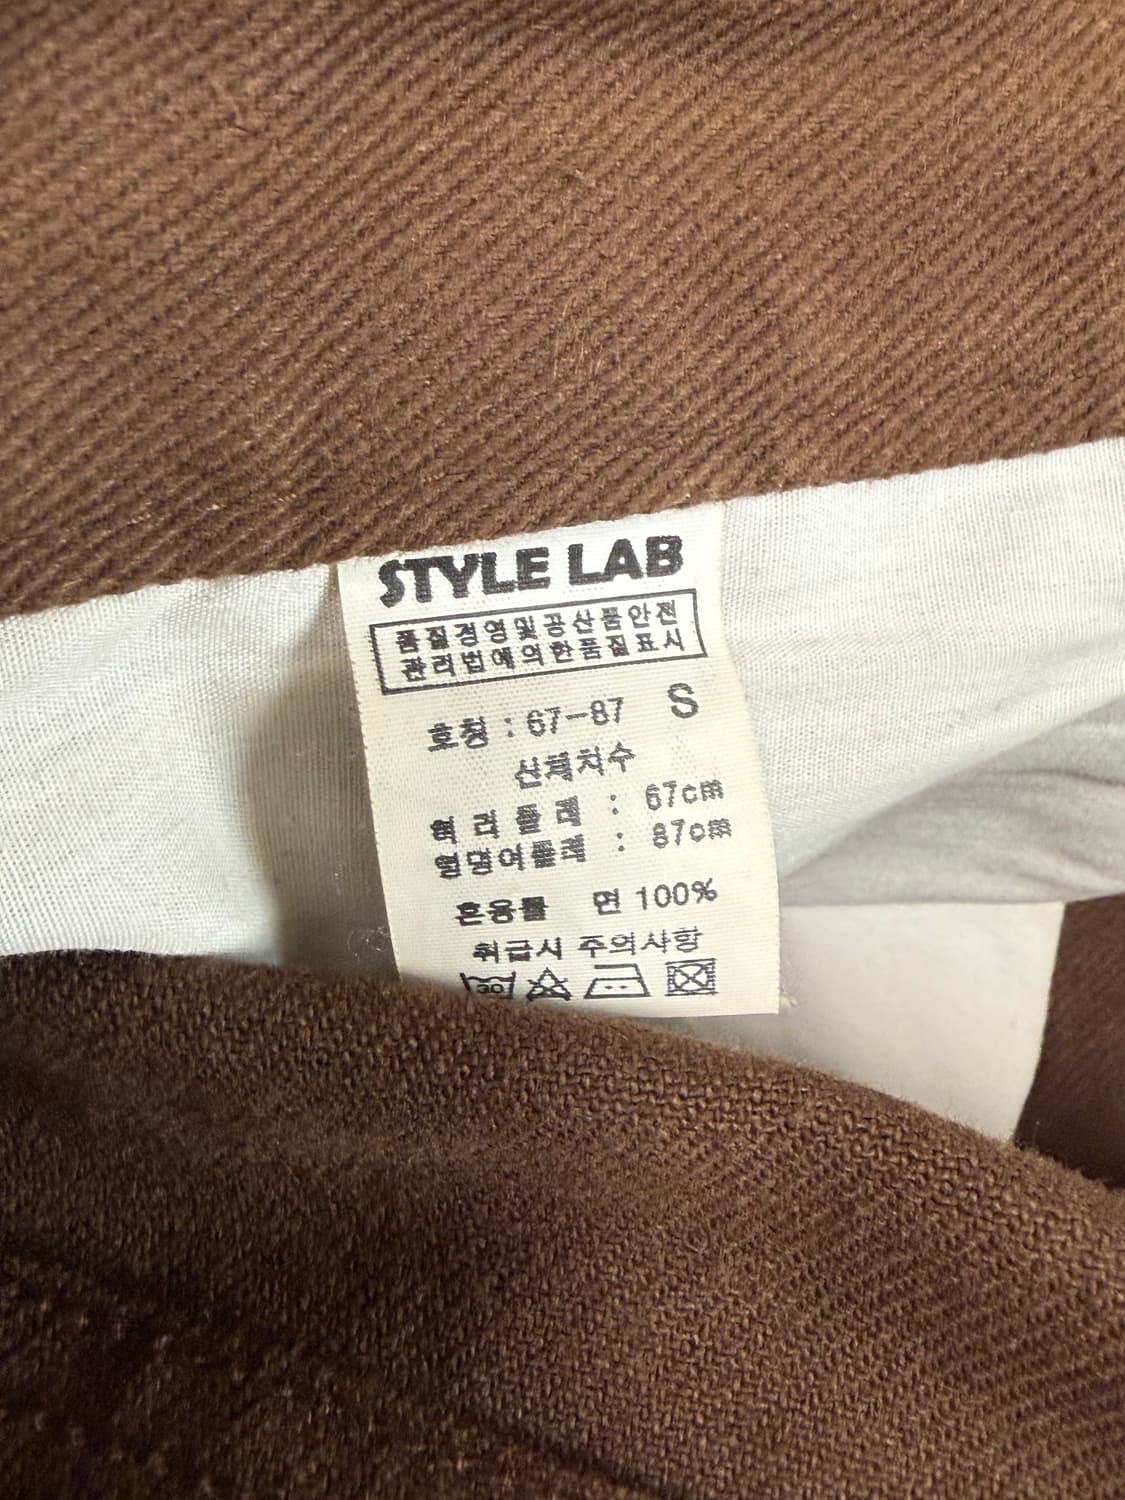 STYLE LAB
품질경영및공산품안전
관리법에의한품질표시
호칭 : 67-87 S
신체치수
허리둘레 : 67cm
엉덩이둘레 : 87cm
혼용률 면 100%
취급시 주의사항
30